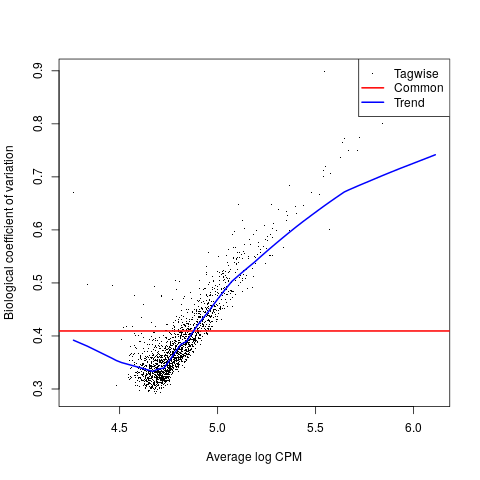 0.9
Tagwise
Common
Trend
0.8
0.7
0.6
0.5
0.4
0.3
Biological coefficient of variation
4.5 5.0 5.5 6.0
Average log CPM